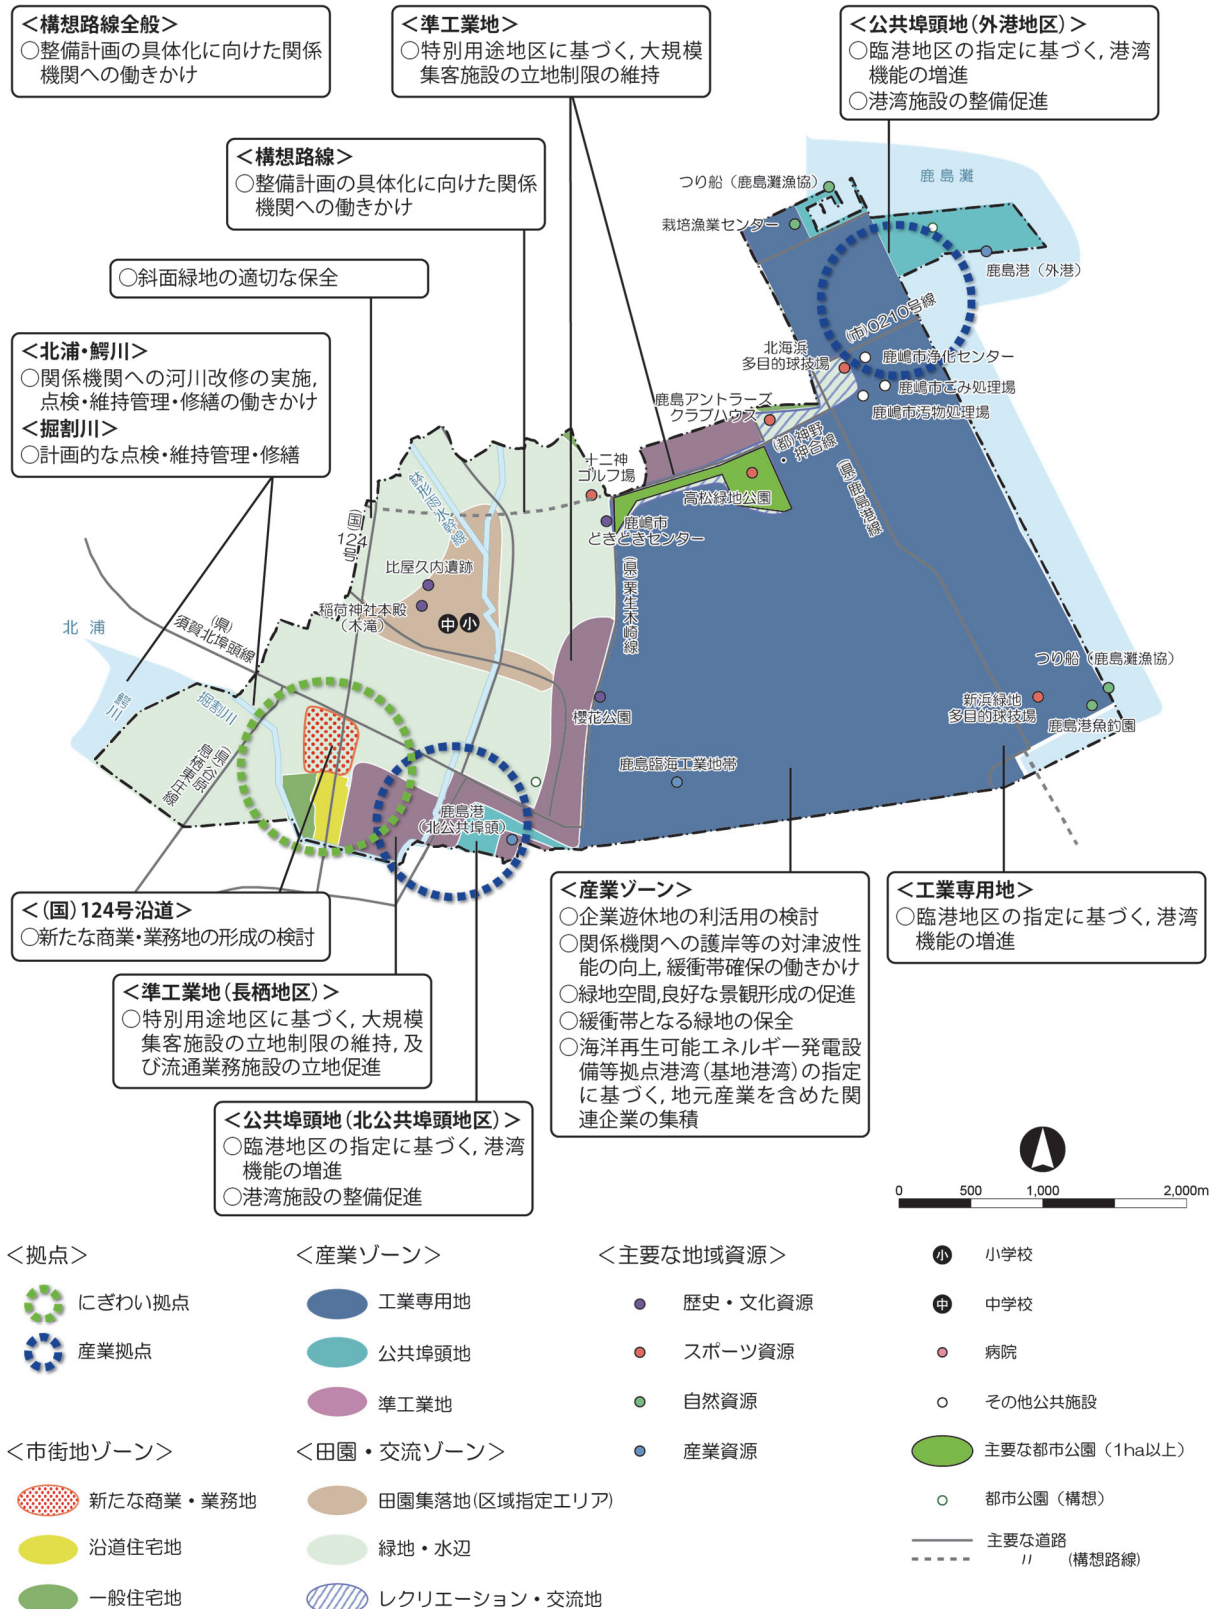 ＜構想路線全般＞
○整備計画の具体化に向けた関係
機関への働きかけ
＜準工業地＞
○特別用途地区に基づく,大規模
集客施設の立地制限の維持
＜公共埠頭地(外港地区)＞
○臨港地区の指定に基づく,港湾
機能の増進
○港湾施設の整備促進
＜構想路線＞
○整備計画の具体化に向けた関係
機関への働きかけ
○斜面緑地の適切な保全
＜北浦・鰐川＞
○関係機関への河川改修の実施,
点検・維持管理・修繕の働きかけ
＜掘割川＞
○計画的な点検・維持管理・修繕
つり船（鹿島灘漁協）
鹿島灘
栽培漁業センター
鹿島港（外港）
(市)0210号線
北海浜
多目的球技場
鹿嶋市浄化センター
鹿嶋市ごみ処理場
鹿嶋市汚物処理場
鹿島アントラーズ
クラブハウス
(都)神野
・押合線
(県)鹿島港線
十二神
ゴルフ場
高松緑地公園
鉢形雨水幹線
(国)
124
号
鹿嶋市
どきどきセンター
比屋久内遺跡
稲荷神社本殿
（木滝）
中
小
(県)粟生木崎線
北浦
(県)
須賀北埠頭線
鰐川
掘割川
(県)谷原
息栖東庄線
櫻花公園
つり船（鹿島灘漁協）
新浜緑地
多目的球技場
鹿島港魚釣園
鹿島臨海工業地帯
鹿島港
（北公共埠頭）
＜(国)124号沿道＞
○新たな商業・業務地の形成の検討
＜準工業地(長栖地区)＞
○特別用途地区に基づく,大規模
集客施設の立地制限の維持,及
び流通業務施設の立地促進
＜公共埠頭地(北公共埠頭地区)＞
○臨港地区の指定に基づく,港湾
機能の増進
○港湾施設の整備促進
＜産業ゾーン＞
○企業遊休地の利活用の検討
○関係機関への護岸等の対津波性
能の向上,緩衝帯確保の働きかけ
○緑地空間,良好な景観形成の促進
○緩衝帯となる緑地の保全
○海洋再生可能エネルギー発電設
備等拠点港湾(基地港湾)の指定
に基づく,地元産業を含めた関
連企業の集積
＜工業専用地＞
○臨港地区の指定に基づく,港湾
機能の増進
0 500 1,000 2,000m
＜拠点＞
にぎわい拠点
産業拠点
＜市街地ゾーン＞
新たな商業・業務地
沿道住宅地
一般住宅地
＜産業ゾーン＞
工業専用地
公共埠頭地
準工業地
＜田園・交流ゾーン＞
田園集落地(区域指定エリア)
緑地・水辺
レクリエーション・交流地
＜主要な地域資源＞
歴史・文化資源
スポーツ資源
自然資源
産業資源
小 小学校
中 中学校
病院
その他公共施設
主要な都市公園（1ha以上）
都市公園（構想）
主要な道路
〃 (構想路線)